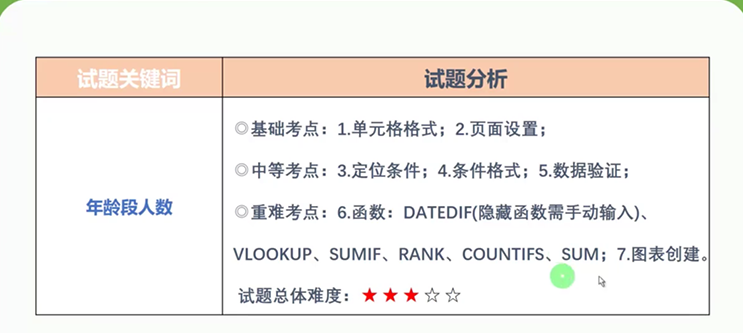 试题关键词
试题分析
年龄段人数
◎基础考点：1.单元格格式；2.页面设置；
◎中等考点：3.定位条件；4.条件格式；5.数据验证；
◎重难考点：6.函数：DATEDIF(隐藏函数需手动输入)、
VLOOKUP、SUMIF、RANK、COUNTIFS、SUM；7.图表创建。
试题总体难度：★★★☆☆